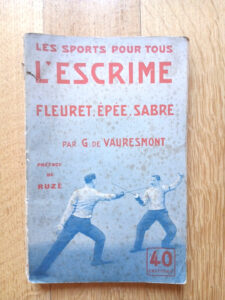 LES SPORTS POUR TOUS
L'ESCRIME
FLEURET, ÉPÉE, SABRE
PAR G. DE VAURESMONT
PRÉFACE
DE
RUZÉ
40